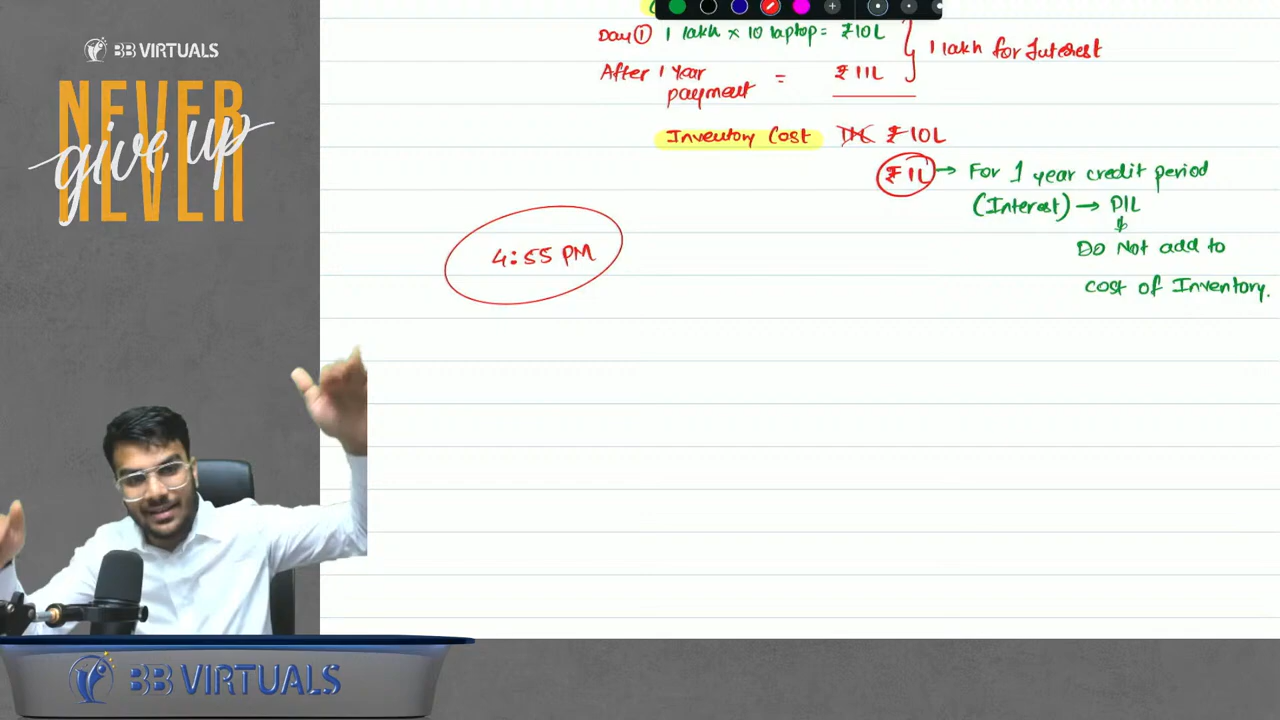 BB VIRTUALS
NEVER
give up
NEVER
Day ① 1 lakh × 10 laptop = ₹10L
1 lakh for Interest
After 1 Year payment = ₹ 11L
Inventory Cost ₹10L
₹1L → For 1 year credit period
(Interest) → P/L
Do Not add to
cost of Inventory.
4:55 PM
BB VIRTUALS